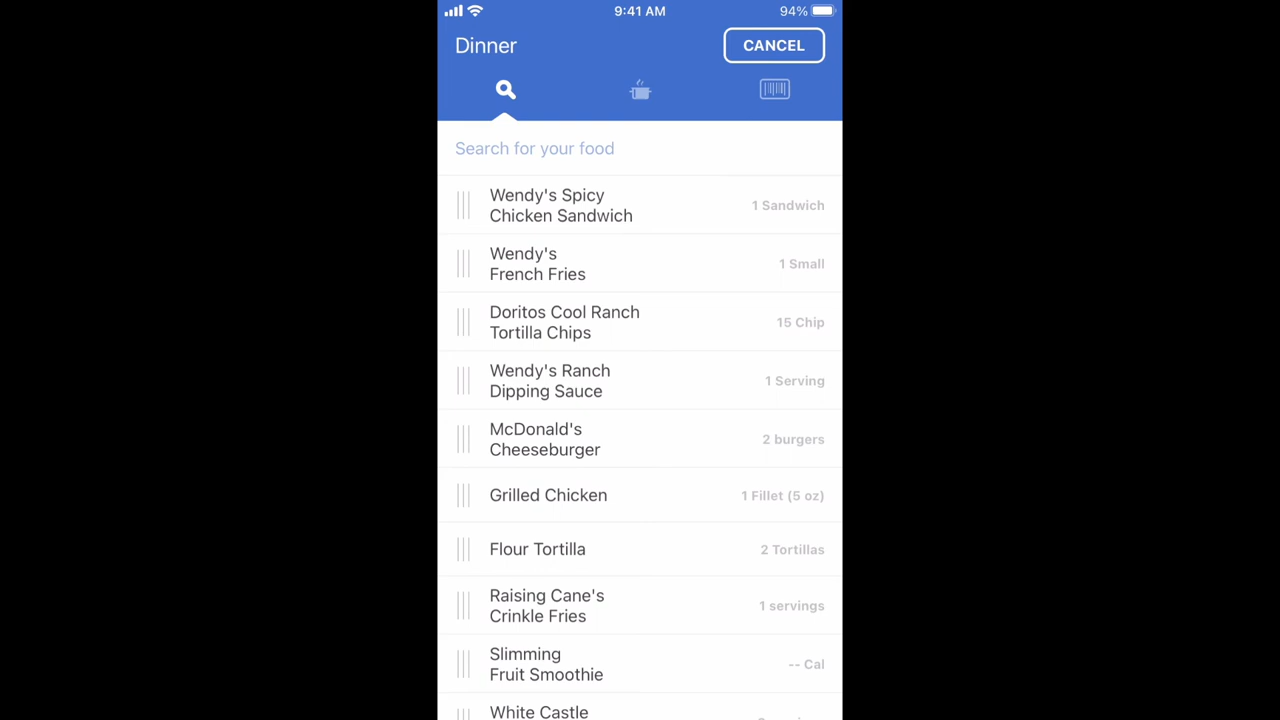 9:41 AM
94%
Dinner
CANCEL
Search for your food
Wendy's Spicy
Chicken Sandwich
1 Sandwich
Wendy's
French Fries
1 Small
Doritos Cool Ranch
Tortilla Chips
15 Chip
Wendy's Ranch
Dipping Sauce
1 Serving
McDonald's
Cheeseburger
2 burgers
Grilled Chicken
1 Fillet (5 oz)
Flour Tortilla
2 Tortillas
Raising Cane's
Crinkle Fries
1 servings
Slimming
Fruit Smoothie
-- Cal
White Castle